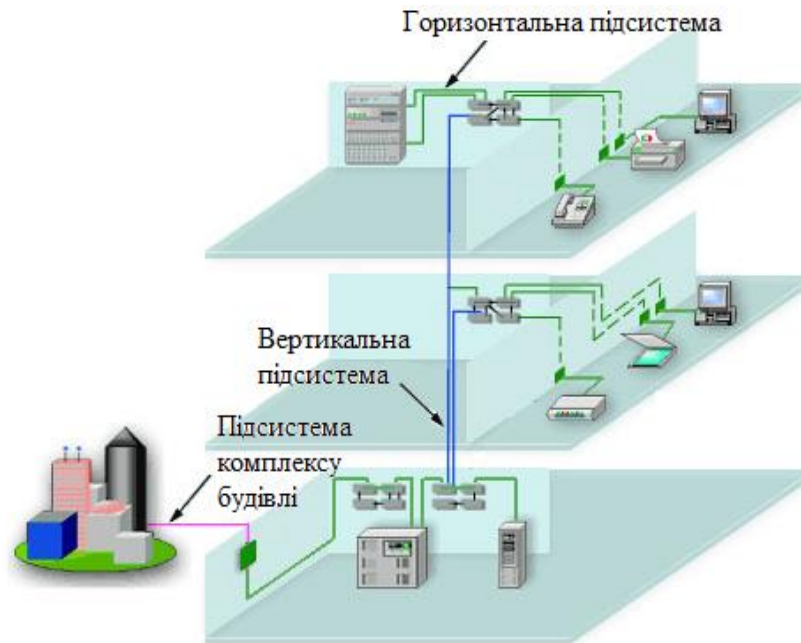 Горизонтальна підсистема
Вертикальна
підсистема
Підсистема
комплексу
будівлі